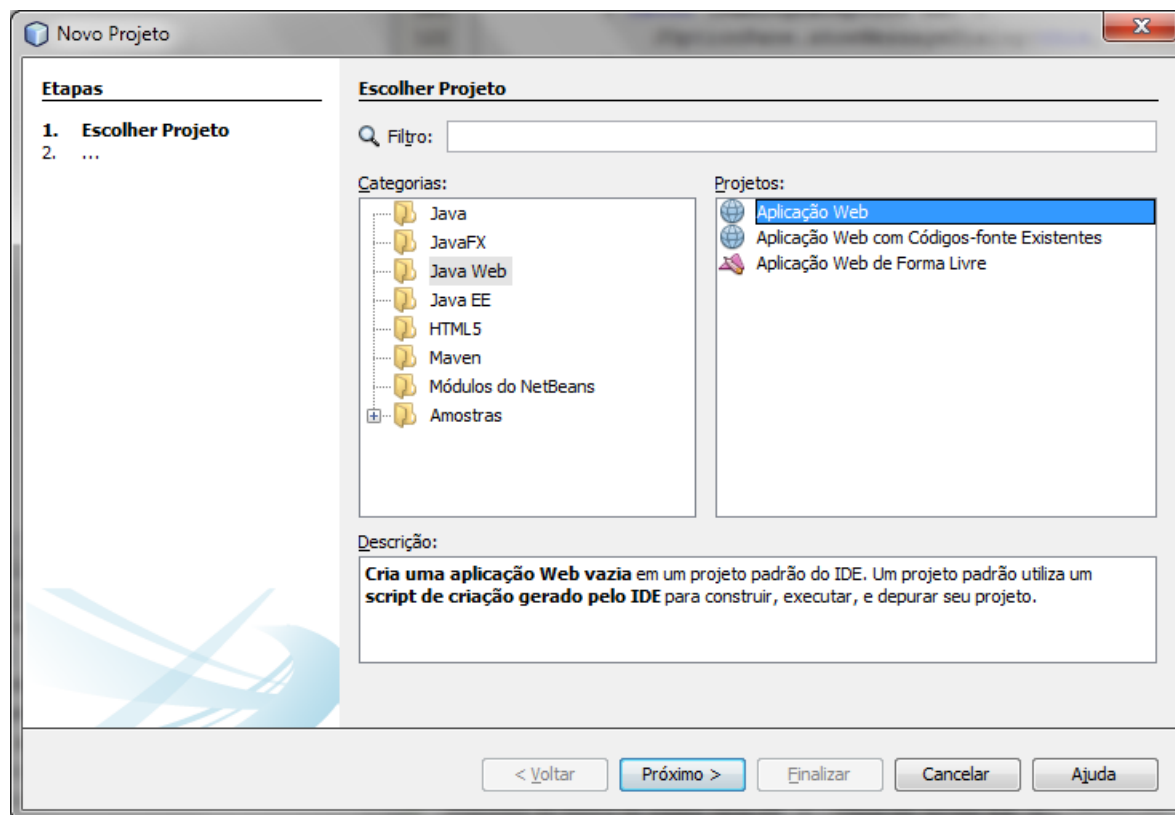 Novo Projeto
Etapas
1. Escolher Projeto
2. ...
Escolher Projeto
Filtro:
Categorias:
Java
JavaFX
Java Web
Java EE
HTML5
Maven
Módulos do NetBeans
Amostras
Projetos:
Aplicação Web
Aplicação Web com Códigos-fonte Existentes
Aplicação Web de Forma Livre
Descrição:
Cria uma aplicação Web vazia em um projeto padrão do IDE. Um projeto padrão utiliza um
script de criação gerado pelo IDE para construir, executar, e depurar seu projeto.
< Voltar
Próximo >
Finalizar
Cancelar
Ajuda